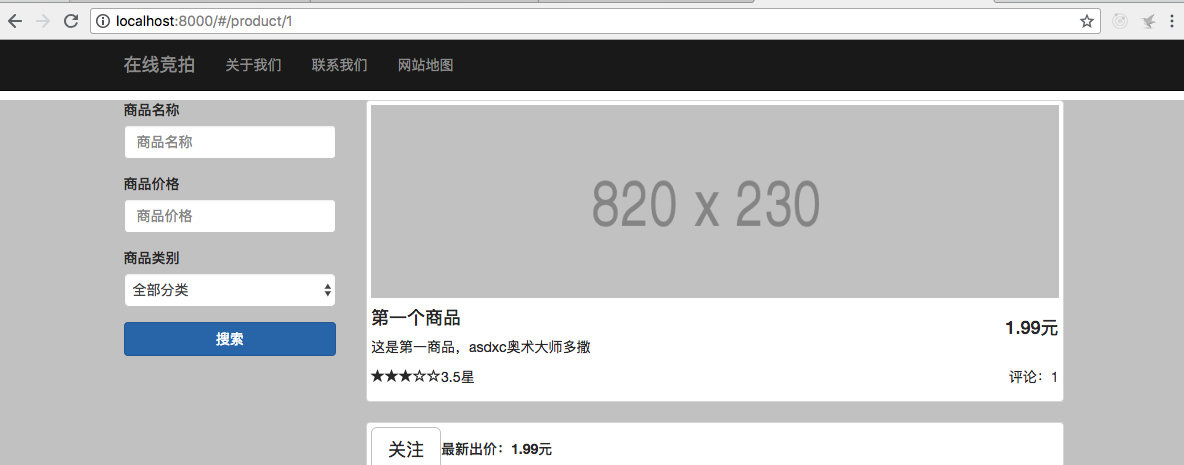 localhost:8000/#/product/1
在线竞拍 关于我们 联系我们 网站地图
商品名称
商品名称
商品价格
商品价格
商品类别
全部分类
搜索
820 x 230
第一个商品 1.99元
这是第一商品，asdxc奥术大师多撒
★★★☆☆3.5星 评论：1
关注 最新出价：1.99元